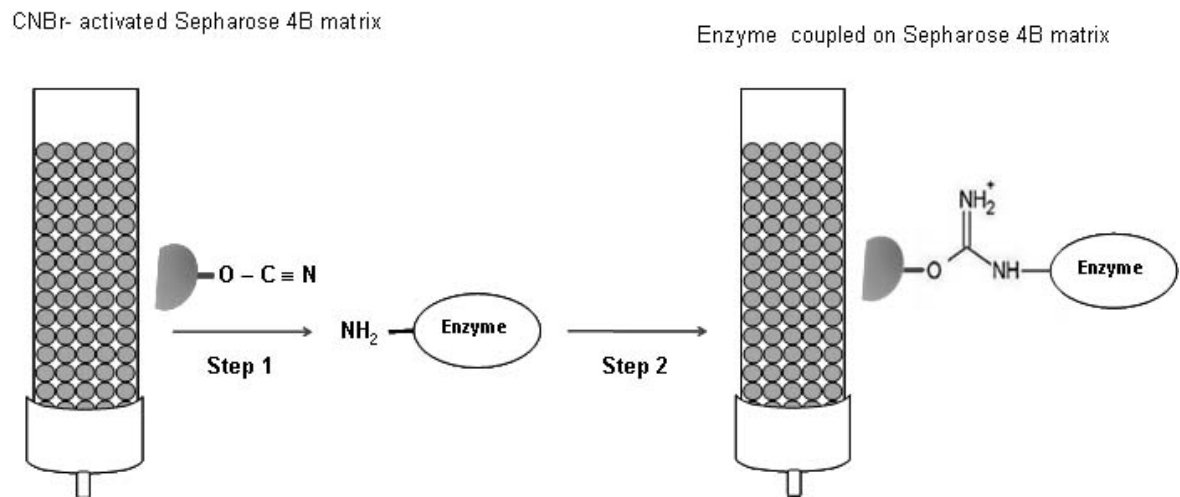 CNBr- activated Sepharose 4B matrix
Enzyme coupled on Sepharose 4B matrix
O – C ≡ N
Step 1
NH2
Enzyme
Step 2
NH2+
O
NH
Enzyme